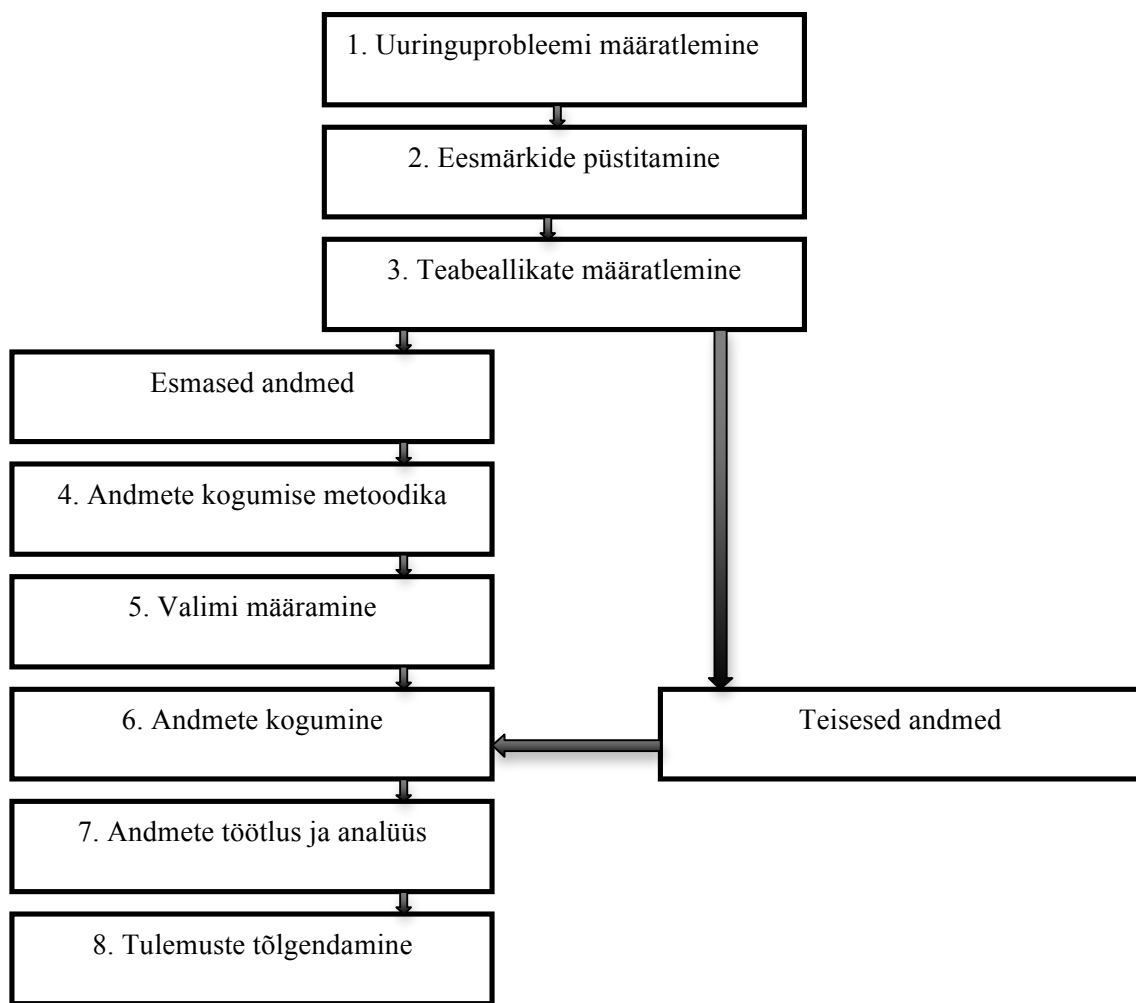 1. Uuringuprobleemi määratlemine
2. Eesmärkide püstitamine
3. Teabeallikate määratlemine
Esmased andmed
4. Andmete kogumise metoodika
5. Valimi määramine
6. Andmete kogumine
Teisesed andmed
7. Andmete töötlus ja analüüs
8. Tulemuste tõlgendamine